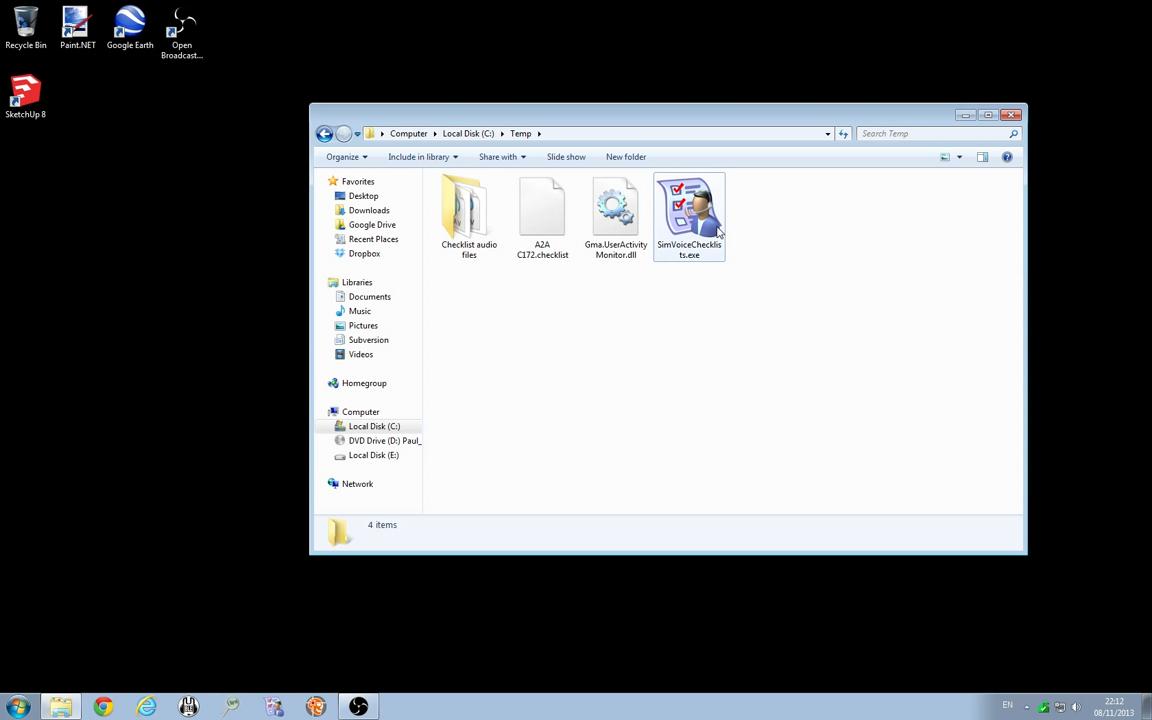 Recycle Bin
Paint.NET
Google Earth
Open
Broadcast...
SketchUp 8
Computer
Local Disk (C:)
Temp
Search Temp
Organize
Include in library
Share with
Slide show
New folder
Favorites
Desktop
Downloads
Google Drive
Recent Places
Dropbox
Libraries
Documents
Music
Pictures
Subversion
Videos
Homegroup
Computer
Local Disk (C:)
DVD Drive (D:) Paul_
Local Disk (E:)
Network
Checklist audio
files
A2A
C172.checklist
Gma.UserActivity
Monitor.dll
SimVoiceChecklis
ts.exe
4 items
EN
22:12
08/11/2013